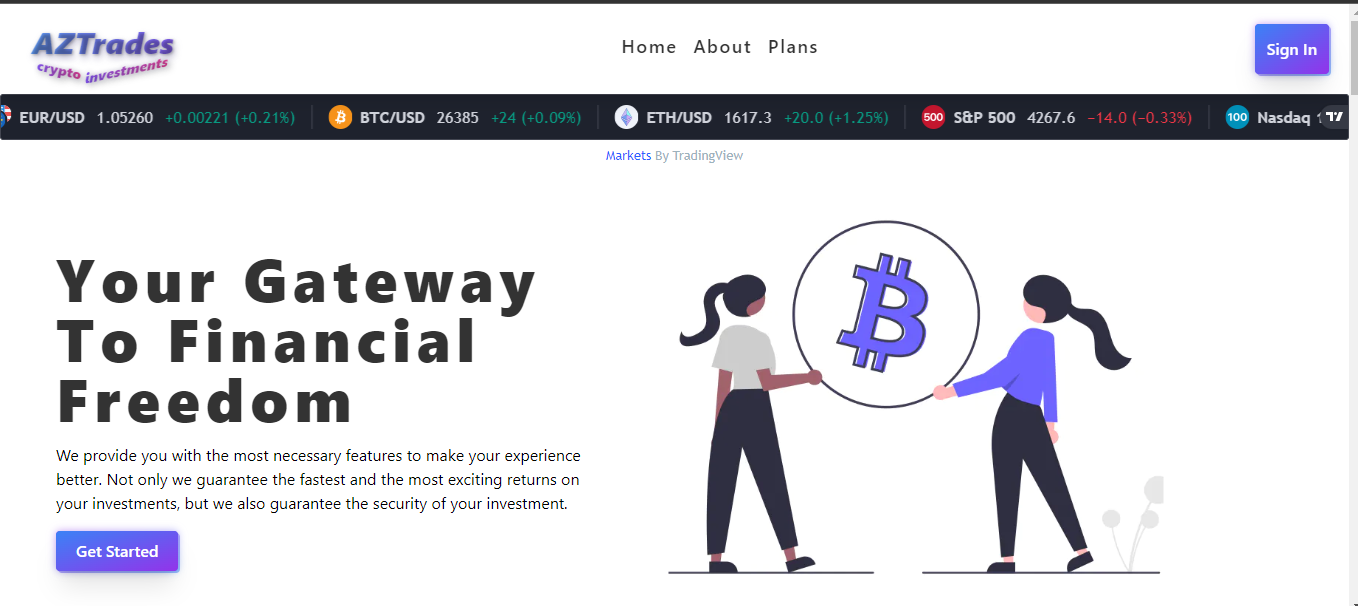 AZTrades
crypto investments
Home About Plans
Sign In
EUR/USD 1.05260 +0.00221 (+0.21%) BTC/USD 26385 +24 (+0.09%) ETH/USD 1617.3 +20.0 (+1.25%) 500 S&P 500 4267.6 −14.0 (−0.33%) 100 Nasdaq
Markets By TradingView
Your Gateway
To Financial
Freedom
We provide you with the most necessary features to make your experience
better. Not only we guarantee the fastest and the most exciting returns on
your investments, but we also guarantee the security of your investment.
Get Started